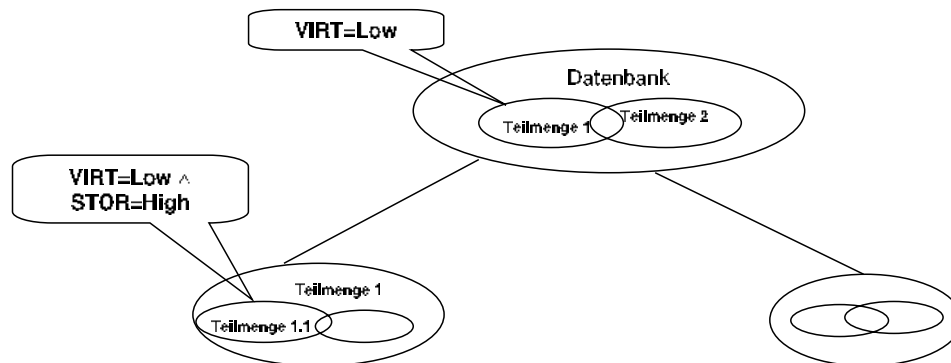 VIRT=Low
Datenbank
Teilmenge 1
Teilmenge 2
VIRT=Low ∧
STOR=High
Teilmenge 1
Teilmenge 1.1